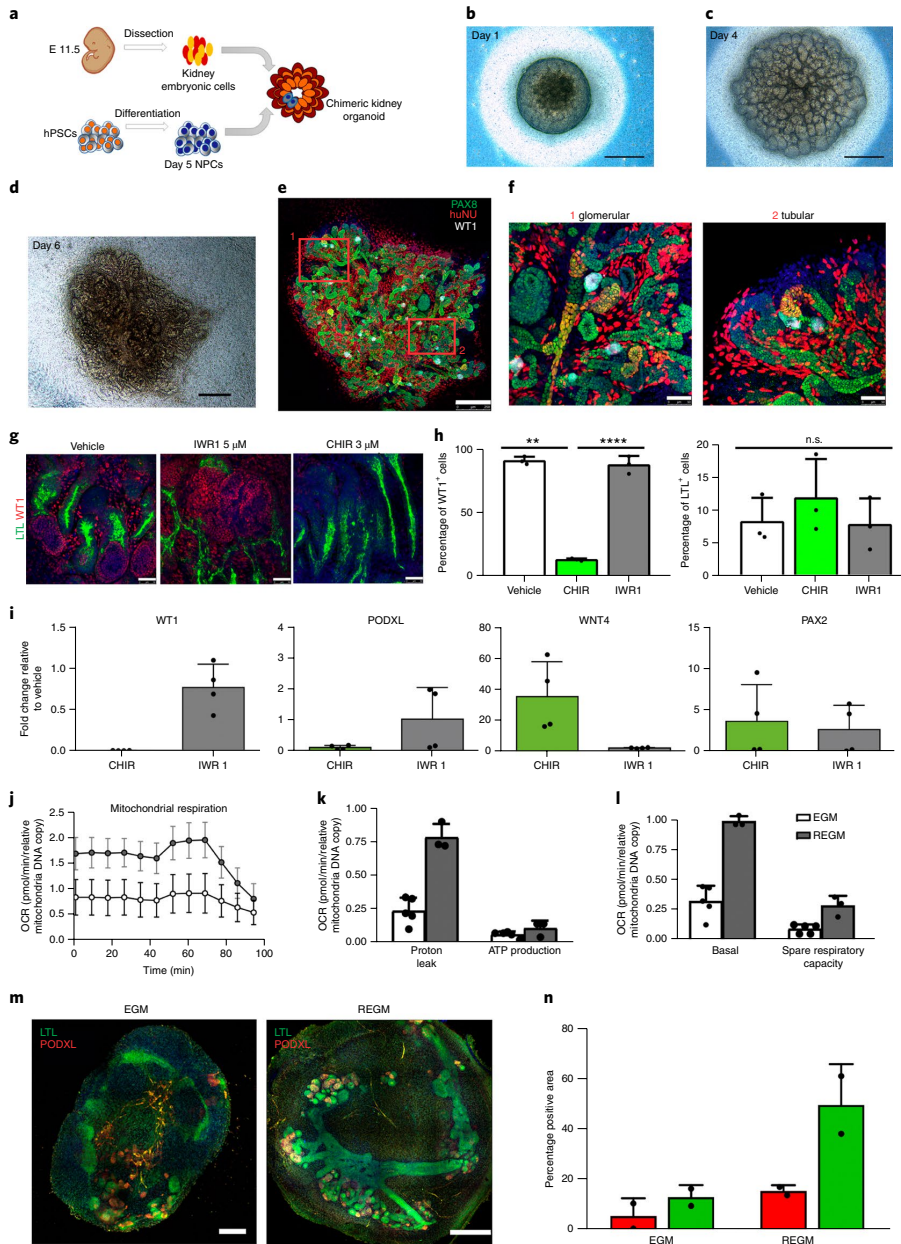 a
E 11.5
Dissection
Kidney
embryonic cells
hPSCs
Differentiation
Day 5 NPCs
Chimeric kidney
organoid
b
Day 1
c
Day 4
d
Day 6
e
PAX8
huNU
WT1
1
2
f
1 glomerular
2 tubular
g
Vehicle
IWR1 5 μM
CHIR 3 μM
LTL WT1
h
Percentage of WT1+ cells
100
50
0
**
****
Vehicle
CHIR
IWR1
Percentage of LTL+ cells
20
15
10
5
0
n.s.
Vehicle
CHIR
IWR1
i
Fold change relative
to vehicle
WT1
1.5
1.0
0.5
0.0
CHIR
IWR 1
PODXL
4
3
2
1
0
CHIR
IWR 1
WNT4
60
40
20
0
CHIR
IWR 1
PAX2
15
10
5
0
CHIR
IWR 1
j
Mitochondrial respiration
OCR (pmol/min/relative
mitochondria DNA copy)
2.5
2.0
1.5
1.0
0.5
0.0
0
20
40
60
80
100
Time (min)
k
OCR (pmol/min/relative
mitochondria DNA copy)
1.00
0.75
0.50
0.25
0.00
Proton
leak
ATP production
l
OCR (pmol/min/relative
mitochondria DNA copy)
1.00
0.75
0.50
0.25
0.00
EGM
REGM
Basal
Spare respiratory
capacity
m
EGM
LTL
PODXL
REGM
LTL
PODXL
n
Percentage positive area
80
60
40
20
0
EGM
REGM